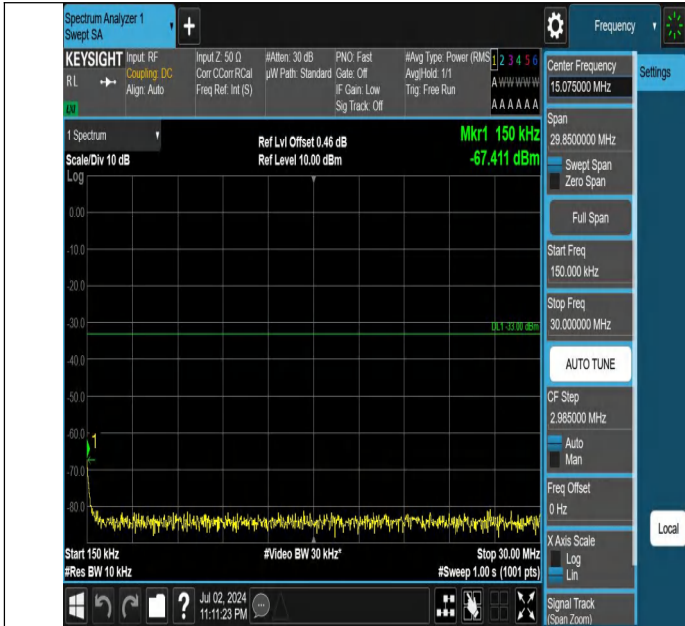 Spectrum Analyzer 1
Swept SA
+
Frequency
KEYSIGHT
RL
Input: RF
Coupling: DC
Align: Auto
Input Z: 50 Ω
Corr CCorr RCal
Freq Ref: Int (S)
#Atten: 30 dB
µW Path: Standard
PNO: Fast
Gate: Off
IF Gain: Low
Sig Track: Off
#Avg Type: Power (RMS
Avg|Hold: 1/1
Trig: Free Run
1 2 3 4 5 6
A W W W W W
A A A A A A
1 Spectrum
Scale/Div 10 dB
Ref Lvl Offset 0.46 dB
Ref Level 10.00 dBm
Mkr1 150 kHz
-67.411 dBm
Log
0.00
-10.0
-20.0
-30.0
DL1 -33.00 dBm
-40.0
-50.0
-60.0
1
-70.0
-80.0
Start 150 kHz
#Video BW 30 kHz*
Stop 30.00 MHz
#Res BW 10 kHz
#Sweep 1.00 s (1001 pts)
?
Jul 02, 2024
11:11:23 PM
Center Frequency
15.075000 MHz
Settings
Span
29.8500000 MHz
Swept Span
Zero Span
Full Span
Start Freq
150.000 kHz
Stop Freq
30.000000 MHz
AUTO TUNE
CF Step
2.985000 MHz
Auto
Man
Freq Offset
0 Hz
X Axis Scale
Log
Lin
Local
Signal Track
(Span Zoom)